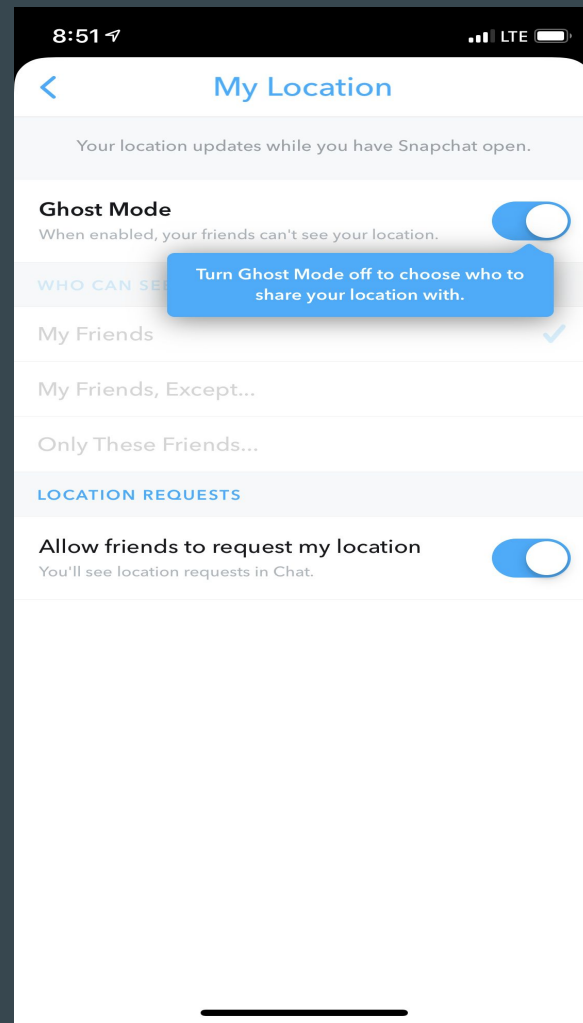 8:51 LTE
My Location
Your location updates while you have Snapchat open.
Ghost Mode
When enabled, your friends can't see your location.
Turn Ghost Mode off to choose who to
share your location with.
WHO CAN SEE
My Friends
My Friends, Except...
Only These Friends...
LOCATION REQUESTS
Allow friends to request my location
You'll see location requests in Chat.